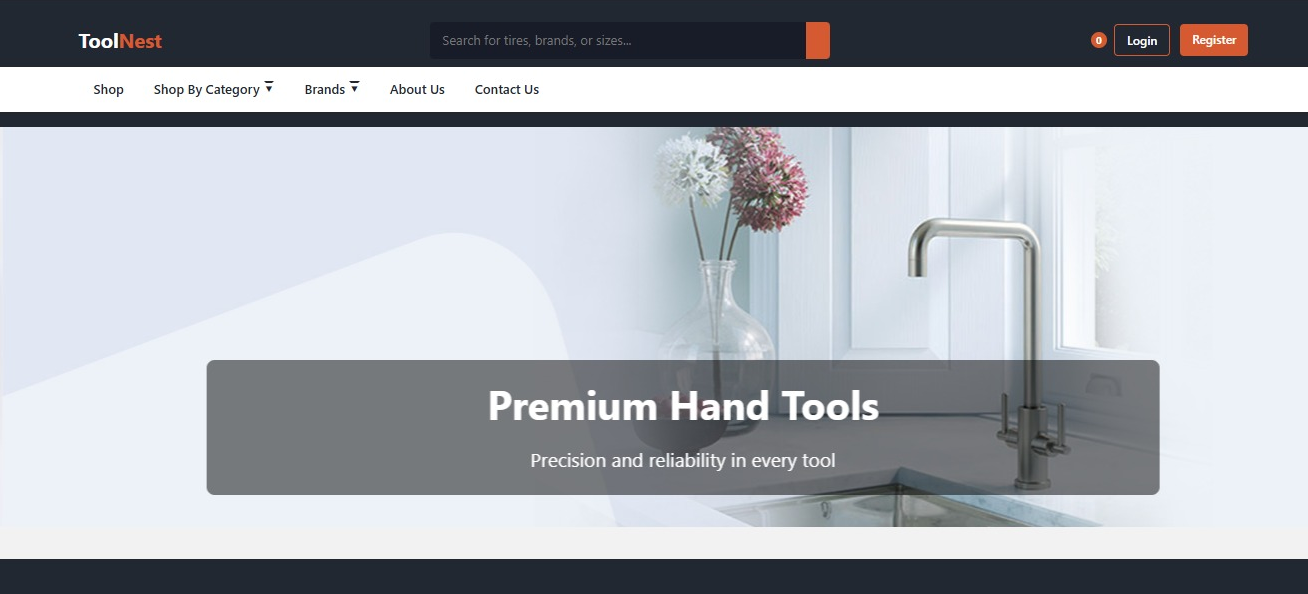 ToolNest
Search for tires, brands, or sizes...
0
Login
Register
Shop
Shop By Category
Brands
About Us
Contact Us
Premium Hand Tools
Precision and reliability in every tool